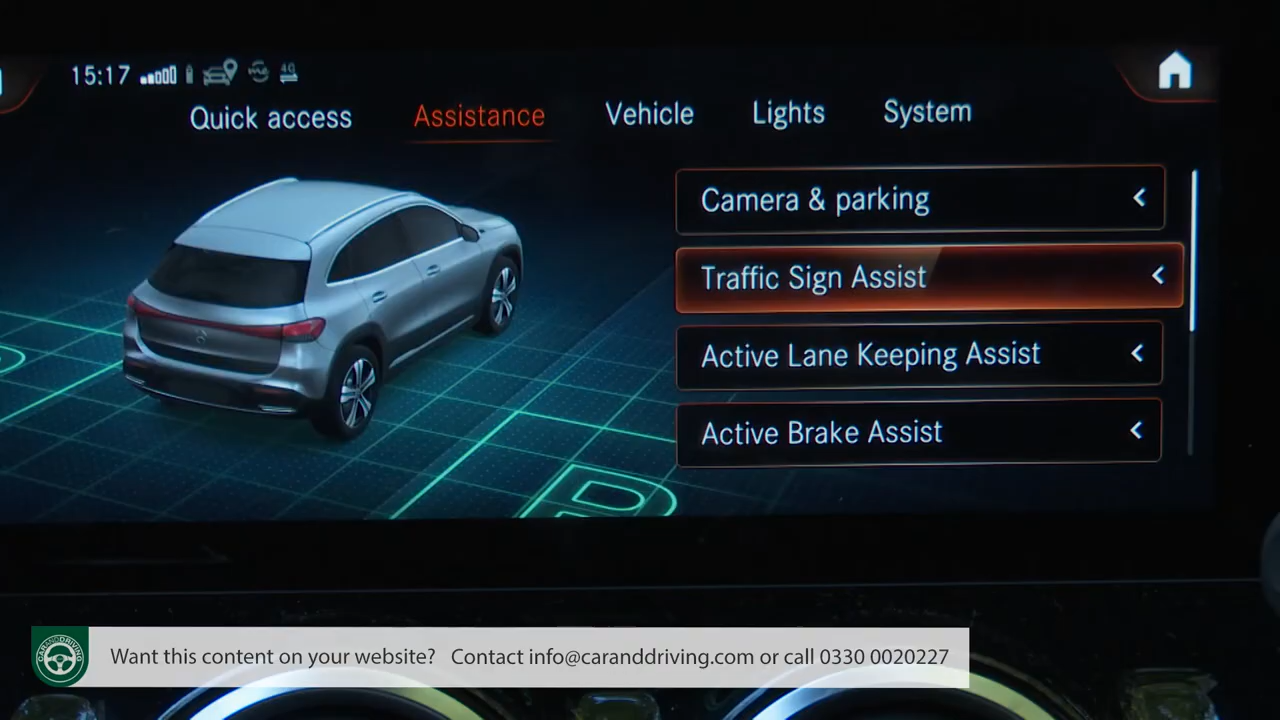 15:17 4G
Quick access Assistance Vehicle Lights System
Camera & parking
Traffic Sign Assist
Active Lane Keeping Assist
Active Brake Assist
P
CARANDDRIVING
Want this content on your website? Contact info@caranddriving.com or call 0330 0020227